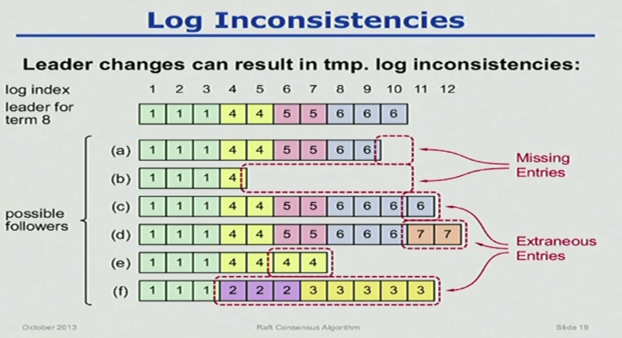 Log Inconsistencies
Leader changes can result in tmp. log inconsistencies:
log index 1 2 3 4 5 6 7 8 9 10 11 12
leader for term 8 1 1 1 4 4 5 5 6 6 6
possible followers
(a) 1 1 1 4 4 5 5 6 6
(b) 1 1 1 4
(c) 1 1 1 4 4 5 5 6 6 6 6
(d) 1 1 1 4 4 5 5 6 6 6 7 7
(e) 1 1 1 4 4 4 4
(f) 1 1 1 2 2 2 3 3 3 3 3
Missing
Entries
Extraneous
Entries
October 2013 Raft Consensus Algorithm Slide 19